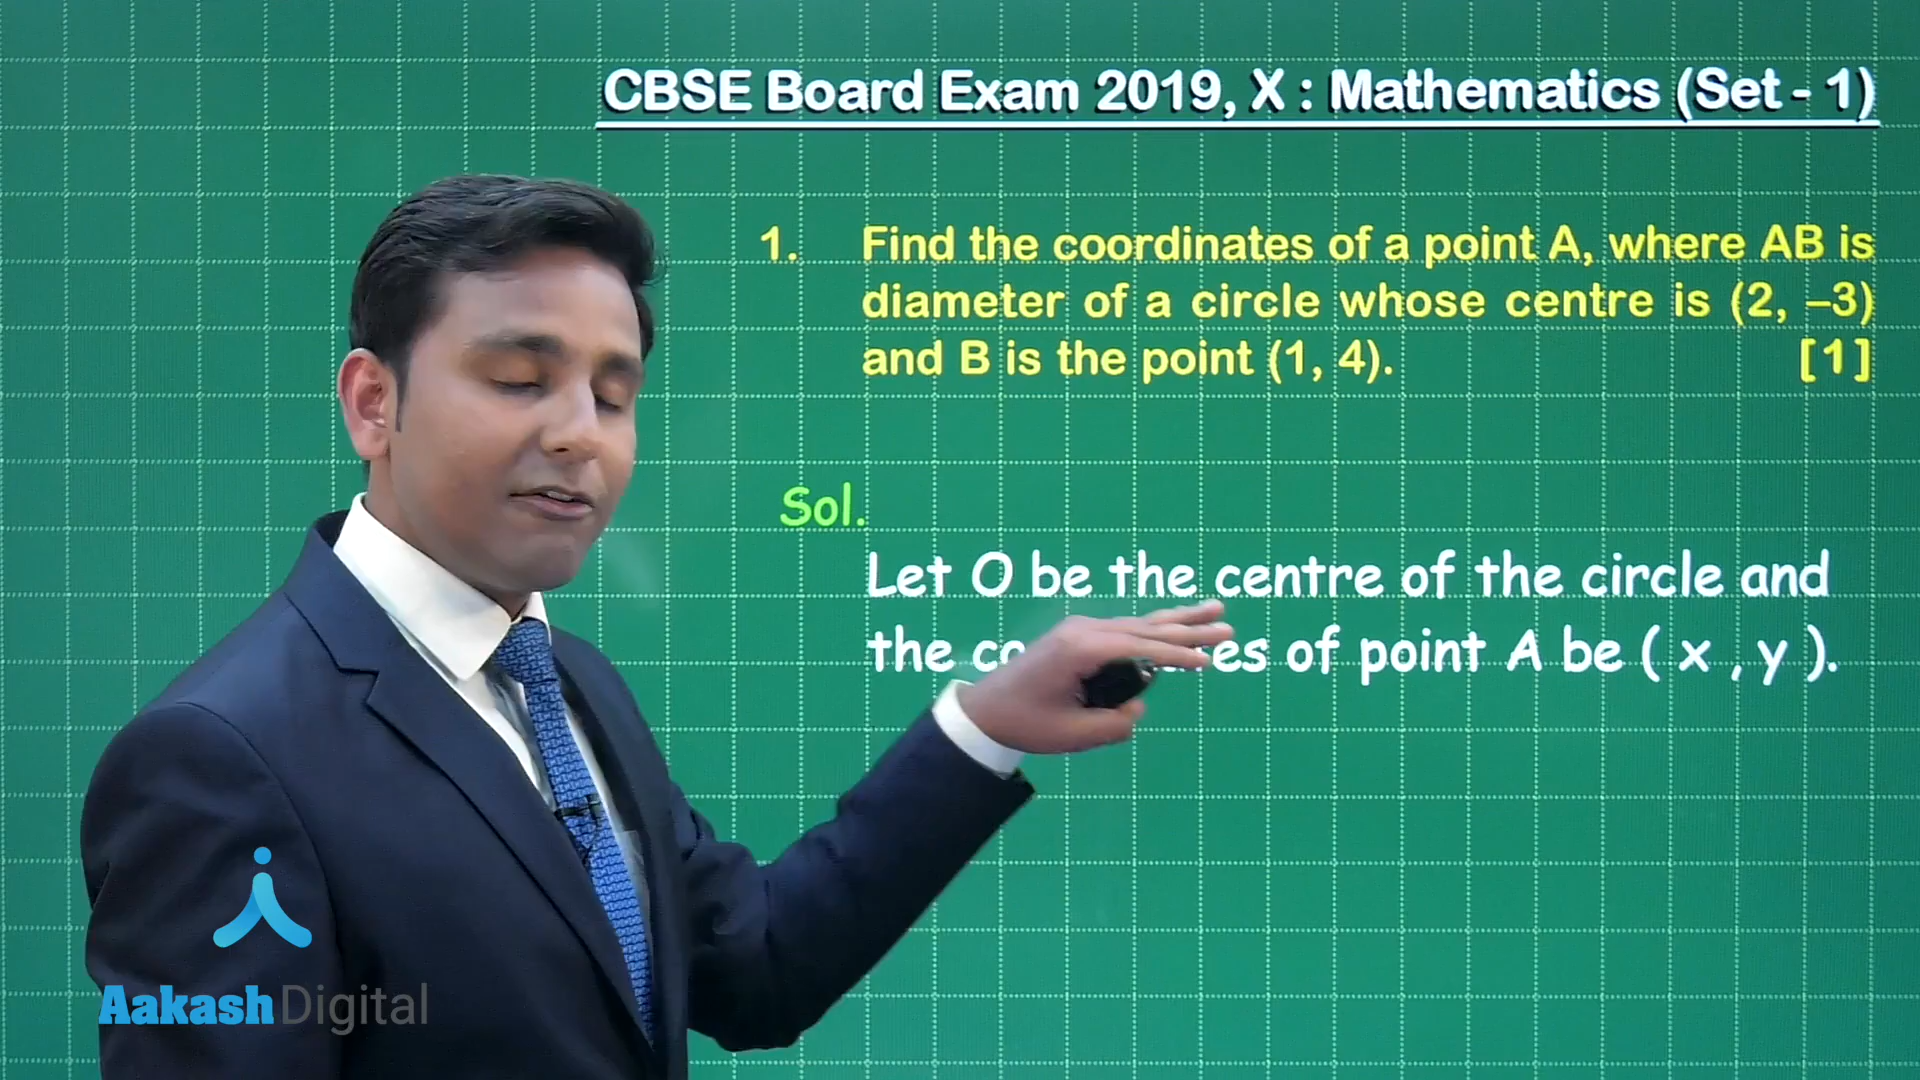 CBSE Board Exam 2019, X : Mathematics (Set - 1)
1. Find the coordinates of a point A, where AB is
diameter of a circle whose centre is (2, –3)
and B is the point (1, 4). [1]
Sol.
Let O be the centre of the circle and
the of point A be ( x , y ).
Aakash Digital